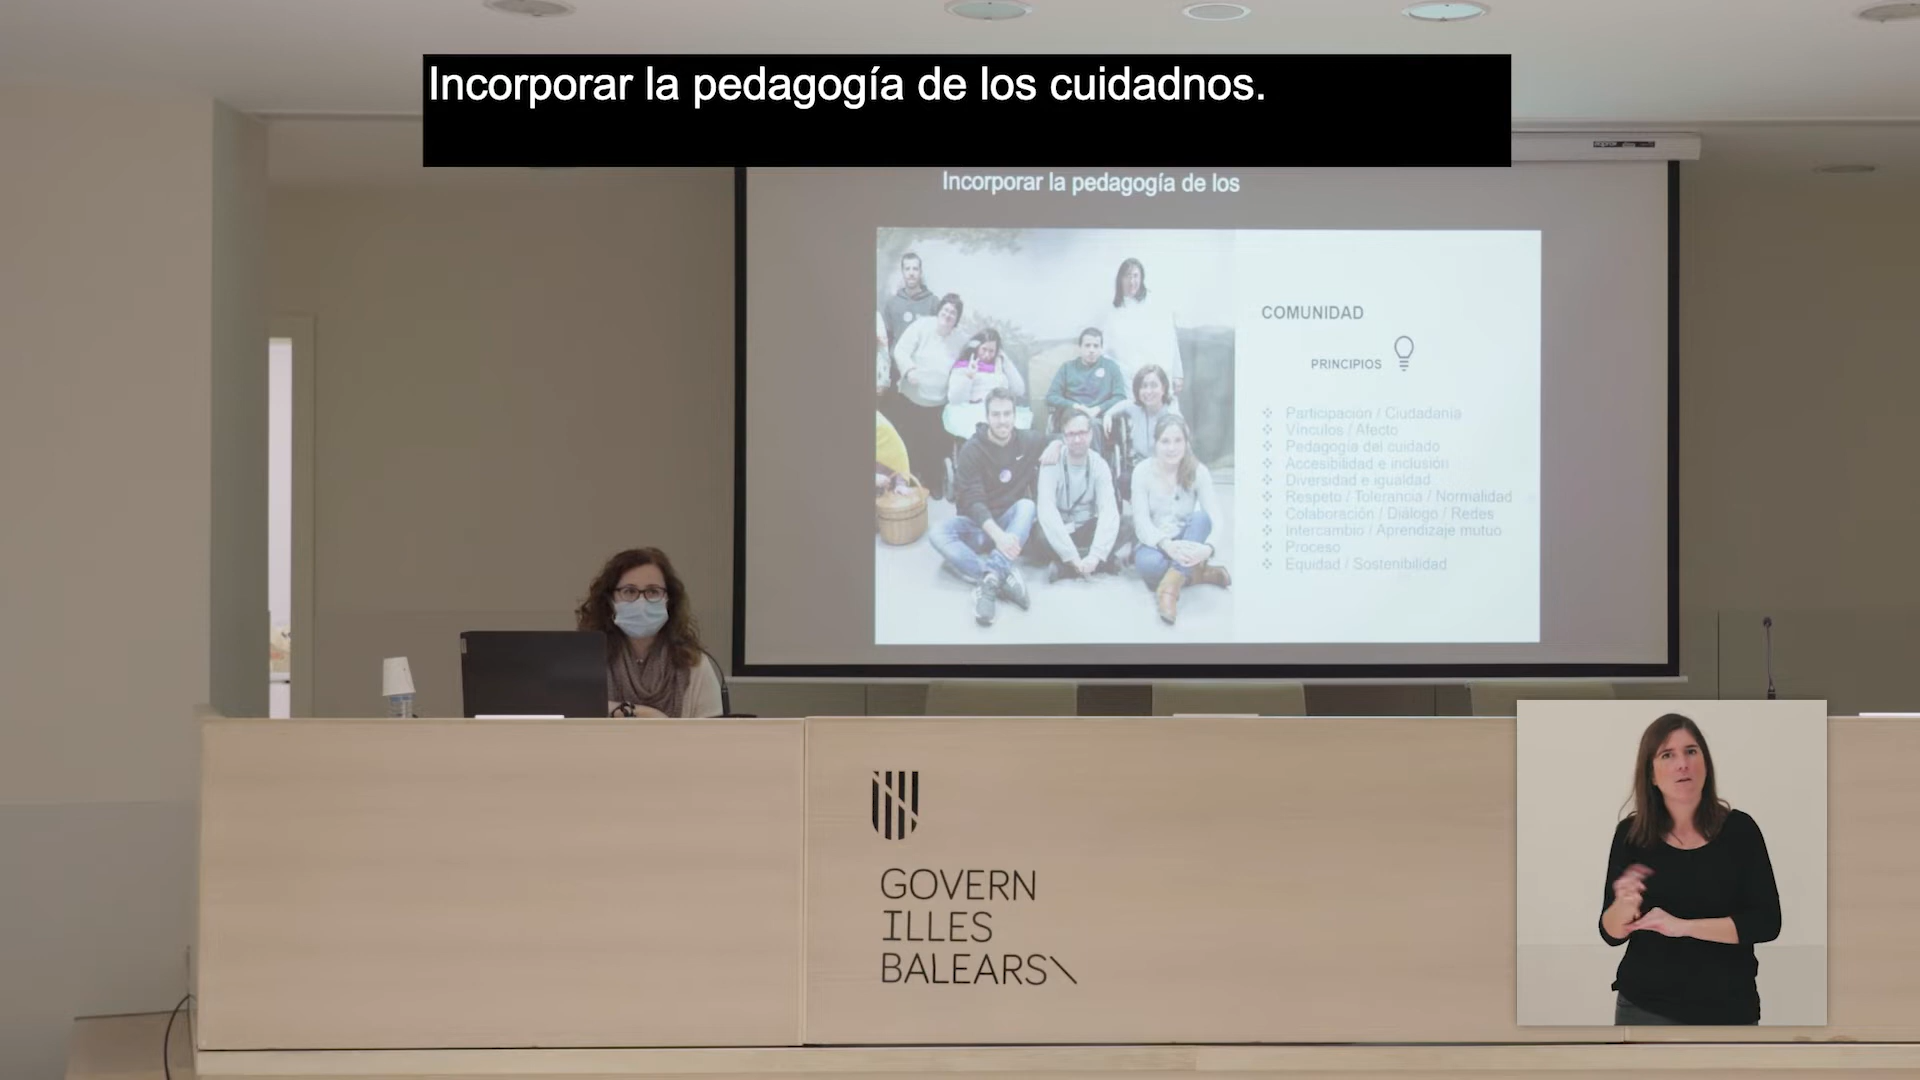 Incorporar la pedagogía de los cuidadnos.
Incorporar la pedagogía de los
COMUNIDAD
PRINCIPIOS
Participación / Ciudadanía
Vínculos / Afecto
Pedagogía del cuidado
Accesibilidad e inclusión
Diversidad e igualdad
Respeto / Tolerancia / Normalidad
Colaboración / Diálogo / Redes
Intercambio / Aprendizaje mutuo
Proceso
Equidad / Sostenibilidad
GOVERN
ILLES
BALEARS